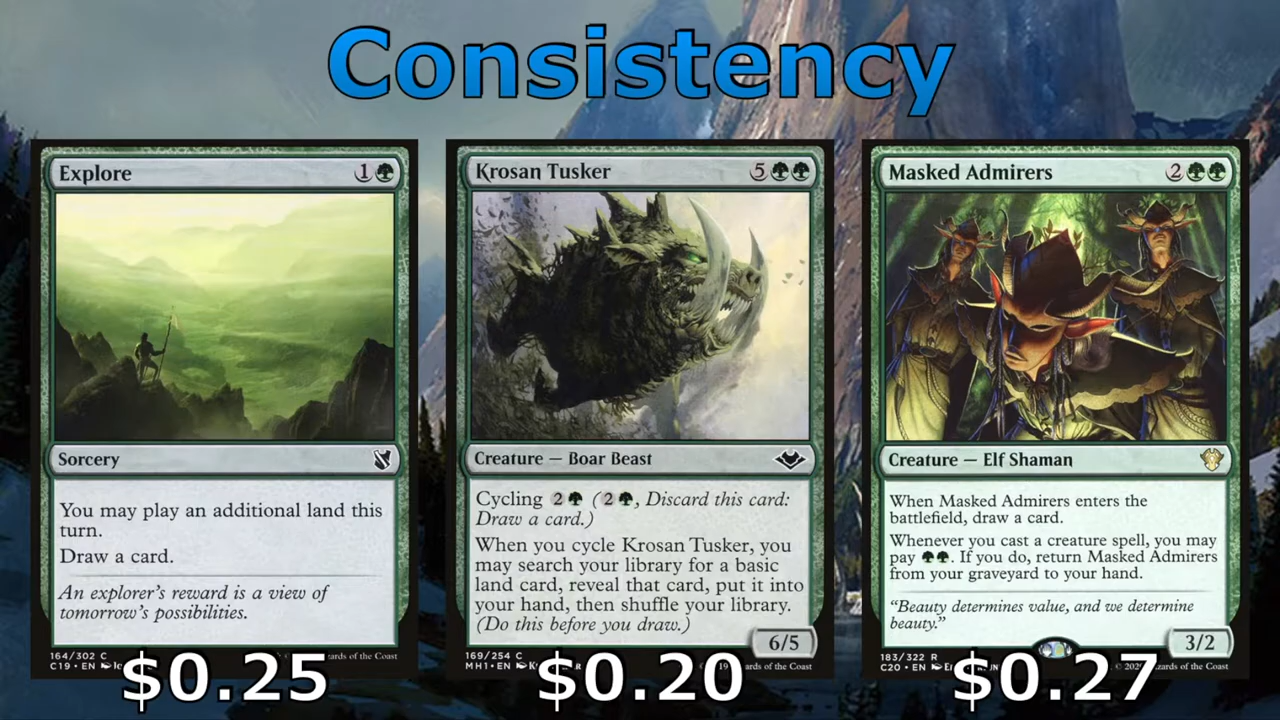 Consistency
Explore 1
Sorcery
You may play an additional land this
turn.
Draw a card.
An explorer's reward is a view of
tomorrow's possibilities.
164/302 C
C19 • EN
$0.25
Krosan Tusker 5
Creature — Boar Beast
Cycling 2 (2, Discard this card:
Draw a card.)
When you cycle Krosan Tusker, you
may search your library for a basic
land card, reveal that card, put it into
your hand, then shuffle your library.
(Do this before you draw.)
6/5
169/254 C
MH1 • EN of the Coast
$0.20
Masked Admirers 2
Creature — Elf Shaman
When Masked Admirers enters the
battlefield, draw a card.
Whenever you cast a creature spell, you may
pay . If you do, return Masked Admirers
from your graveyard to your hand.
"Beauty determines value, and we determine
beauty."
3/2
183/322 R
C20 • EN of the Coast
$0.27